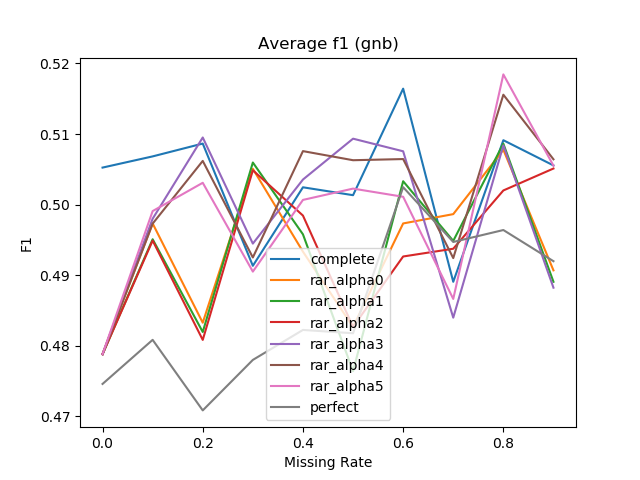 Average f1 (gnb)
F1
0.52
0.51
0.50
0.49
0.48
0.47
complete
rar_alpha0
rar_alpha1
rar_alpha2
rar_alpha3
rar_alpha4
rar_alpha5
perfect
0.0 0.2 0.4 0.6 0.8
Missing Rate